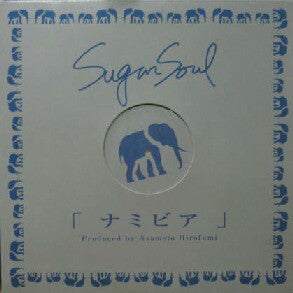 Sugar Soul
「ナミビア」
Produced by Asamoto Hirofumi